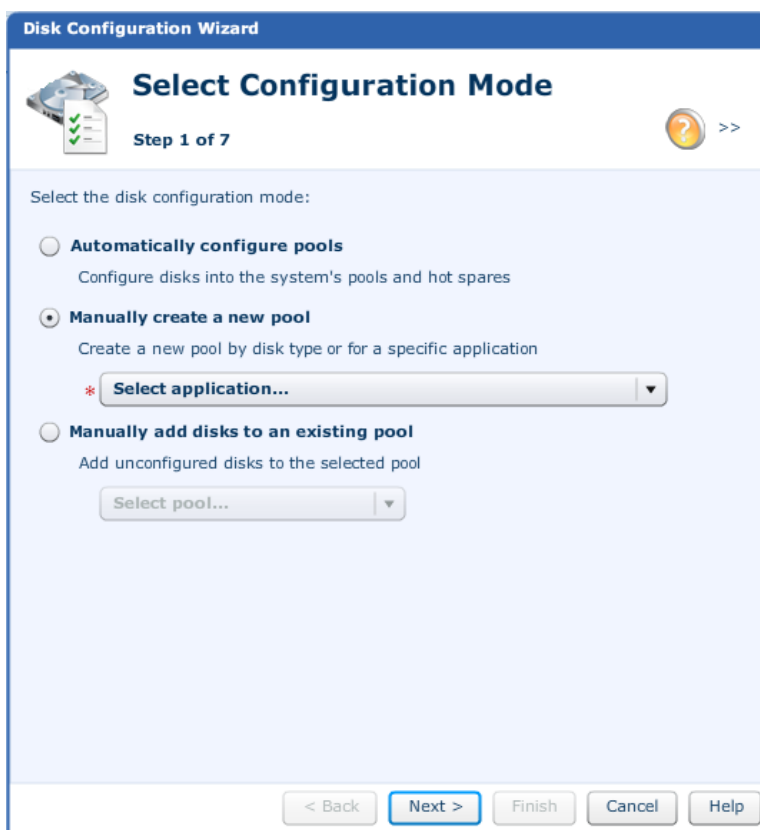 Disk Configuration Wizard
Select Configuration Mode
Step 1 of 7
? >>
Select the disk configuration mode:
Automatically configure pools
Configure disks into the system's pools and hot spares
Manually create a new pool
Create a new pool by disk type or for a specific application
* Select application...
Manually add disks to an existing pool
Add unconfigured disks to the selected pool
Select pool...
< Back Next > Finish Cancel Help